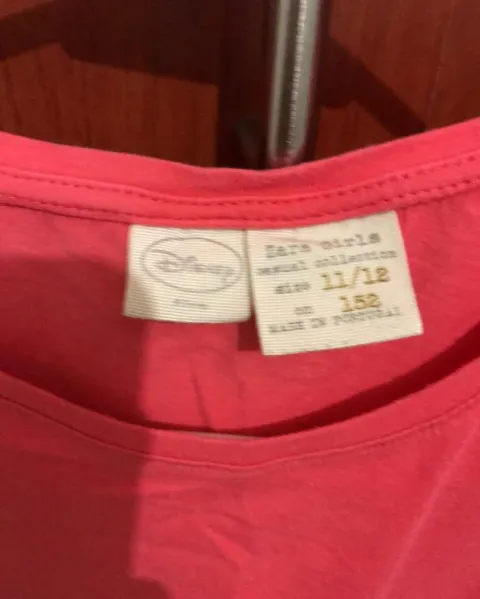 Disney
Zara girls
casual collection
size 11/12
cm 152
MADE IN PORTUGAL